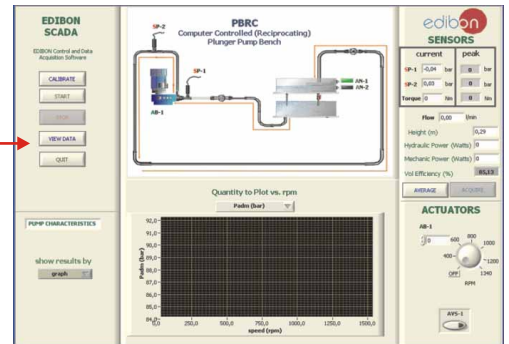 EDIBON
SCADA
EDIBON Control and Data
Acquisition Software
CALIBRATE
START
VIEW DATA
QUIT
PUMP CHARACTERISTICS
show results by
graph
PBRC
Computer Controlled (Reciprocating)
Plunger Pump Bench
SP-2
SP-1
AB-1
AN-1
AN-2
Quantity to Plot vs. rpm
Padm (bar)
Padm (bar)
92,0
91,0
90,0
89,0
88,0
87,0
86,0
85,0
84,0
0,0 250,0 500,0 750,0 1000,0 1250,0 1500,0
speed (rpm)
edibon
SENSORS
current peak
SP-1 -0,04 bar 0 bar
SP-2 0,03 bar 0 bar
Torque 0 Nm 0 Nm
Flow 0,00 l/min
Height (m) 0,29
Hydraulic Power (Watts) 0
Mechanic Power (Watts) 0
Vol Efficiency (%) 85,13
AVERAGE ACQUIRE
ACTUATORS
AB-1
0
OFF 400 600 800 1000 1200 1340
RPM
AVS-1